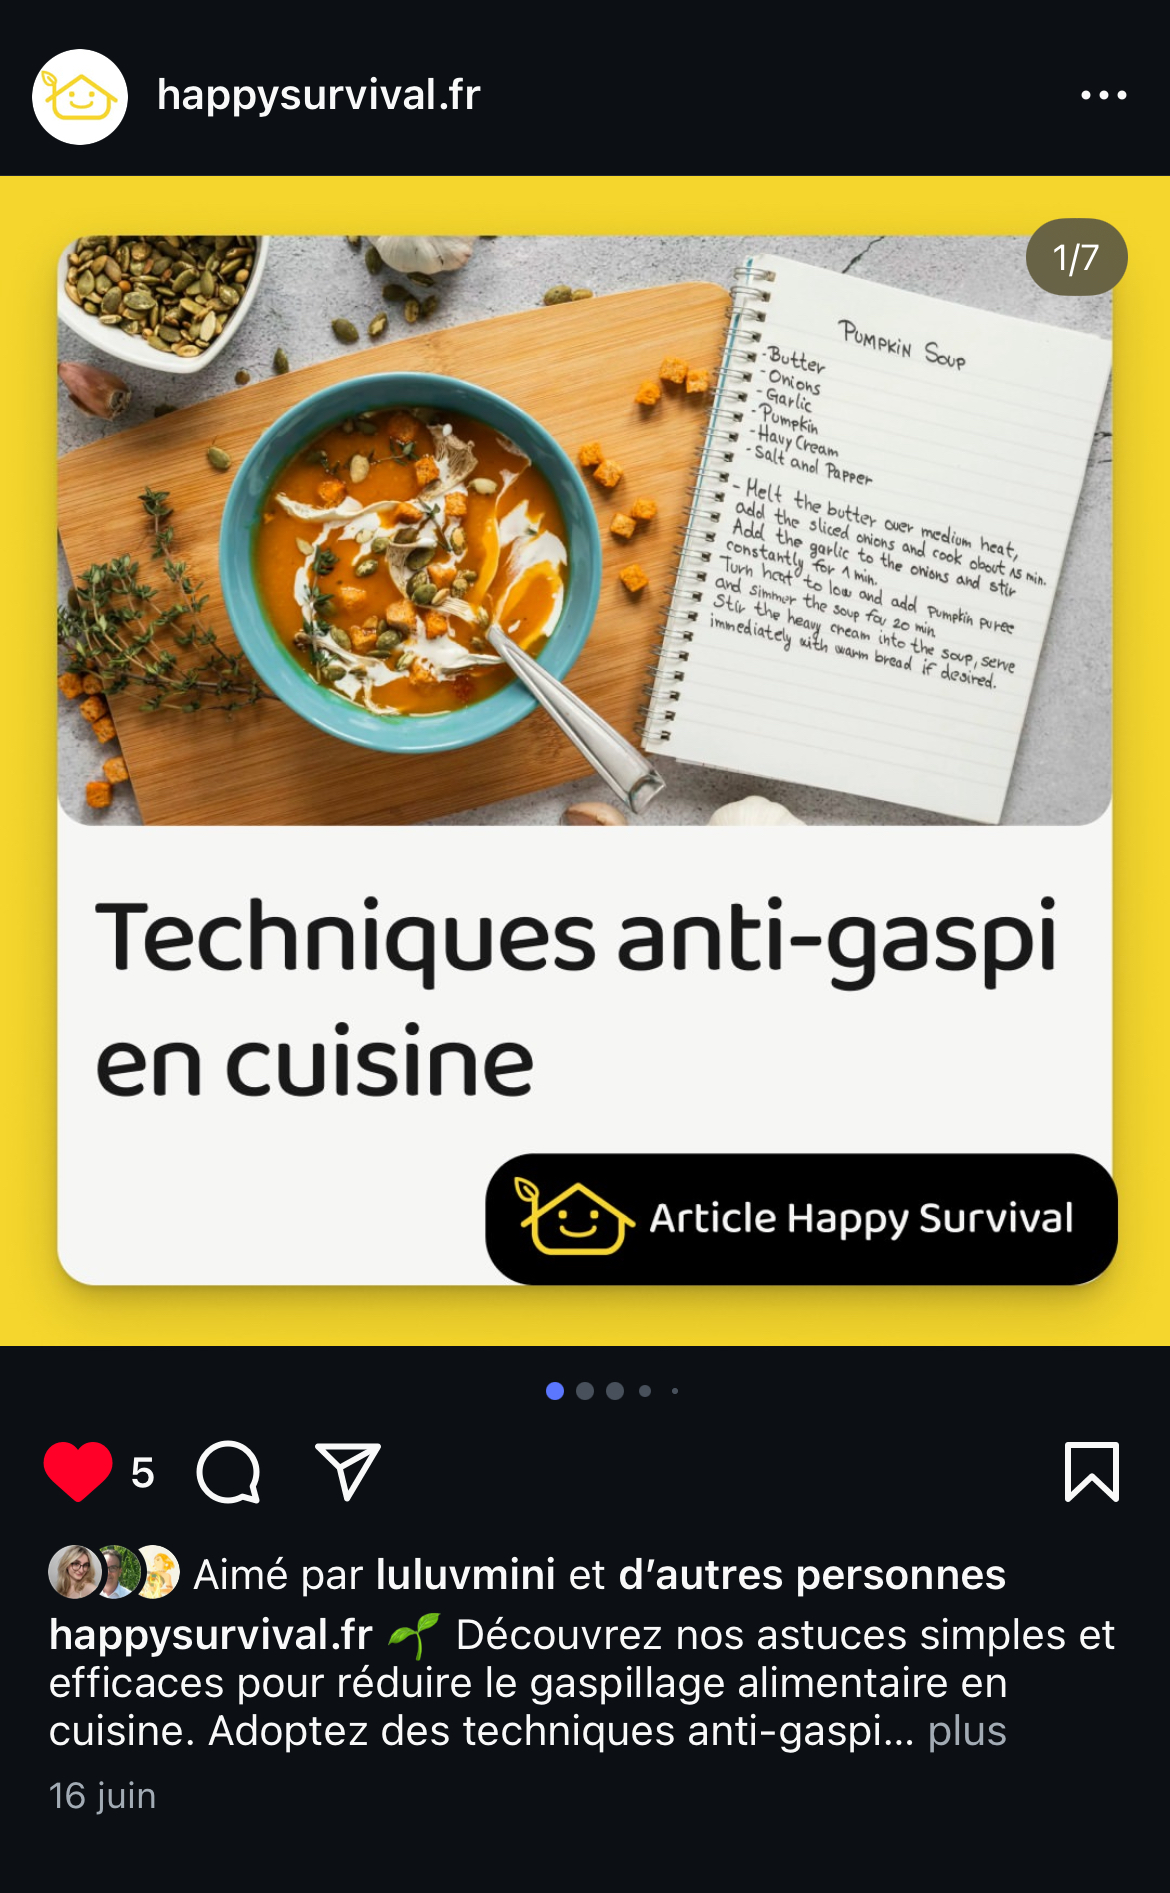 happysurvival.fr
1/7
PUMPKIN SOUP
-Butter
-Onions
-Garlic
-Pumpkin
-Havy Cream
-Salt and Papper
- Melt the butter over medium heat,
add the sliced onions and cook about 15 min.
Add the garlic to the onions and stir
constantly for 1 min.
Turn heat to low and add pumpkin puree
and simmer the soup for 20 min
Stir the heavy cream into the soup, serve
immediately with warm bread if desired.
Techniques anti-gaspi
en cuisine
Article Happy Survival
5
Aimé par luluvmini et d’autres personnes
happysurvival.fr 🌱 Découvrez nos astuces simples et
efficaces pour réduire le gaspillage alimentaire en
cuisine. Adoptez des techniques anti-gaspi... plus
16 juin